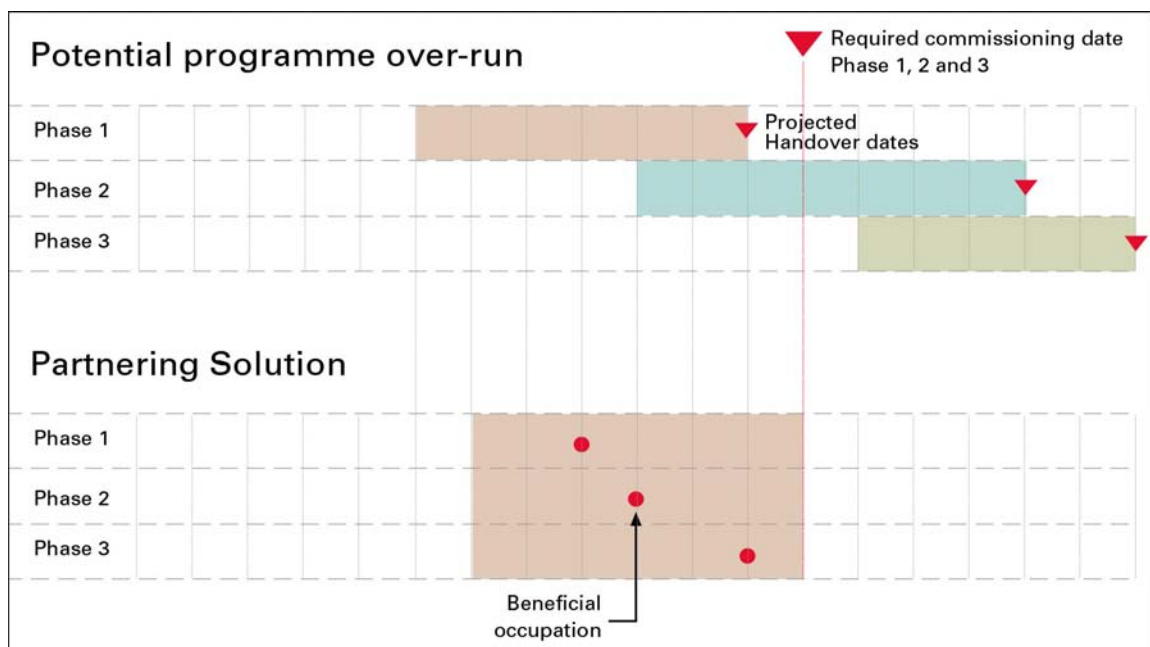 Potential programme over-run
Required commissioning date
Phase 1, 2 and 3
Phase 1
Projected
Handover dates
Phase 2
Phase 3
Partnering Solution
Phase 1
Phase 2
Phase 3
Beneficial
occupation